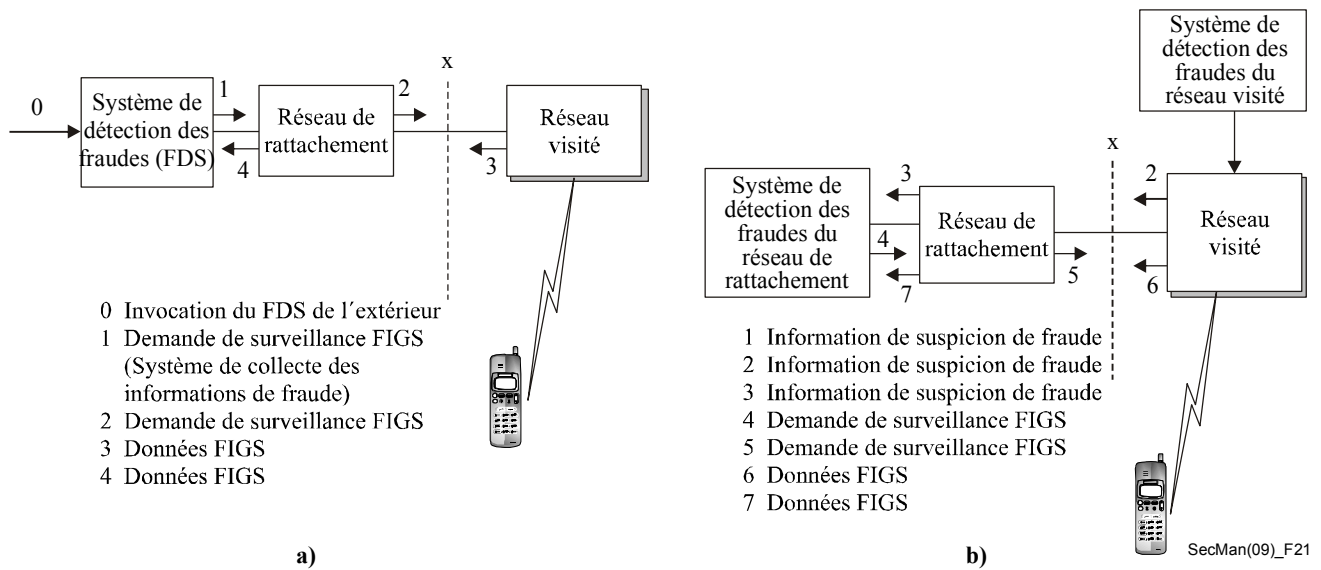 x
0
1
2
Système de
détection des
fraudes (FDS)
Réseau de
rattachement
Réseau
visité
4
3
0 Invocation du FDS de l´extérieur
1 Demande de surveillance FIGS
(Système de collecte des
informations de fraude)
2 Demande de surveillance FIGS
3 Données FIGS
4 Données FIGS
a)
Système de
détection des
fraudes du
réseau visité
x
3
2
Système de
détection des
fraudes du
réseau de
rattachement
4
7
Réseau de
rattachement
5
6
Réseau
visité
1 Information de suspicion de fraude
2 Information de suspicion de fraude
3 Information de suspicion de fraude
4 Demande de surveillance FIGS
5 Demande de surveillance FIGS
6 Données FIGS
7 Données FIGS
b)
SecMan(09)_F21